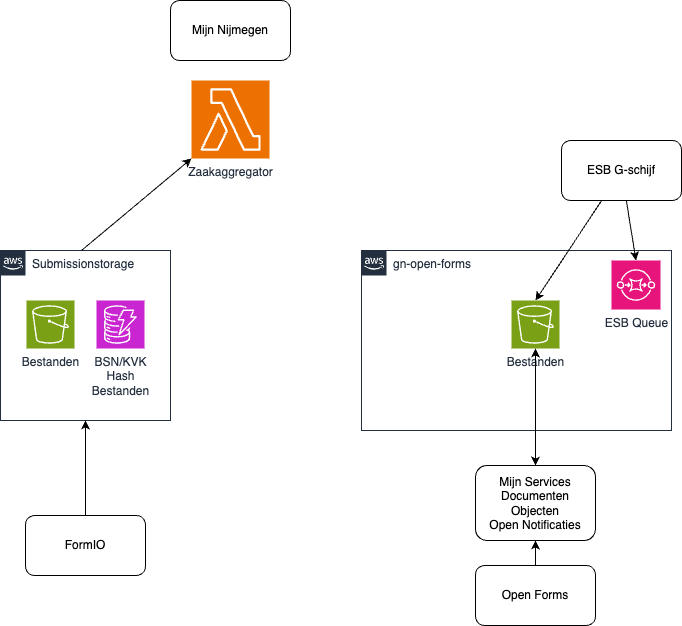 Mijn Nijmegen
Zaakaggregator
ESB G-schijf
aws
Submissionstorage
aws
gn-open-forms
ESB Queue
Bestanden
BSN/KVK
Hash
Bestanden
Bestanden
Mijn Services
Documenten
Objecten
Open Notificaties
FormIO
Open Forms